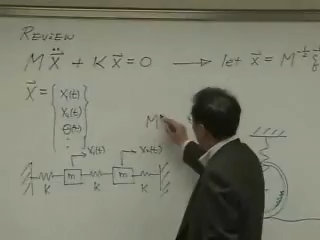 REVIEW
M ẍ + K x⃗ = 0 → let x⃗ = M^-½ q
x⃗ = { x₁(t)
x₂(t)
θ(t)
⋮ }
M
x₁(t) x₂(t)
m m
K K K